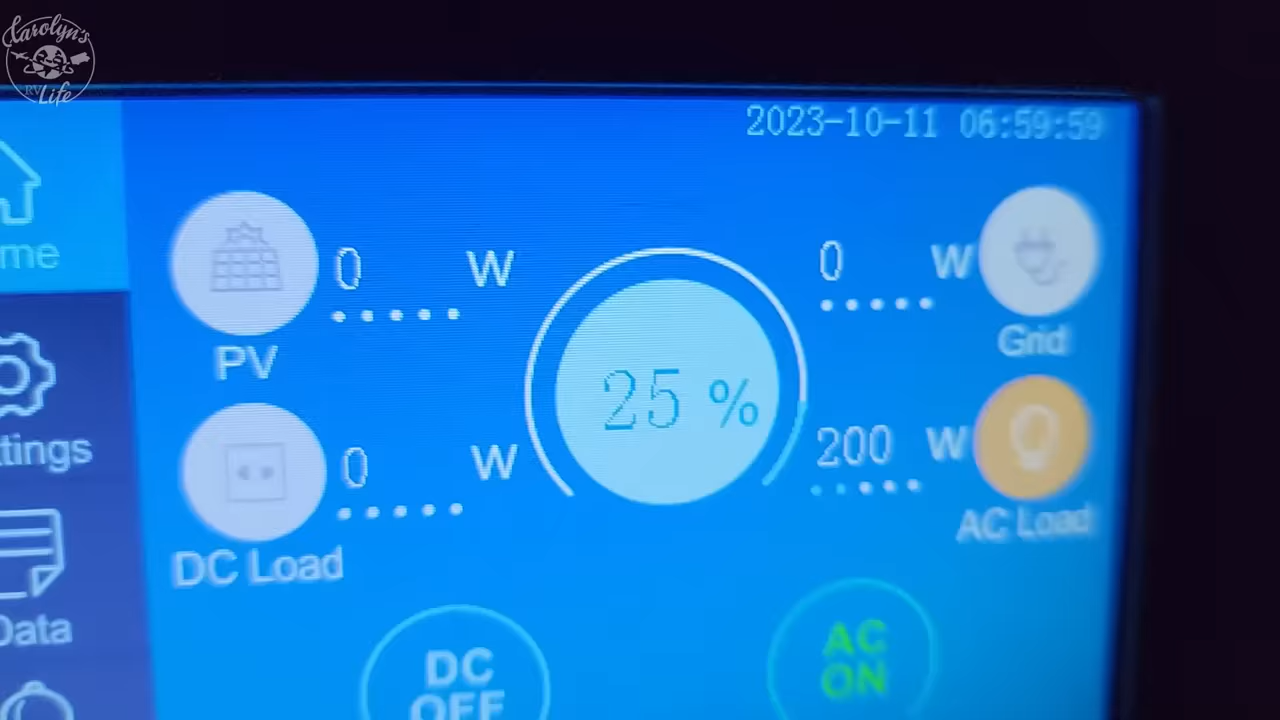 Karolyn's
RV Life
2023-10-11 06:59:59
me
0 W
PV
0 W
Grid
25 %
tings
0 W
DC Load
200 W
AC Load
Data
DC
OFF
AC
ON